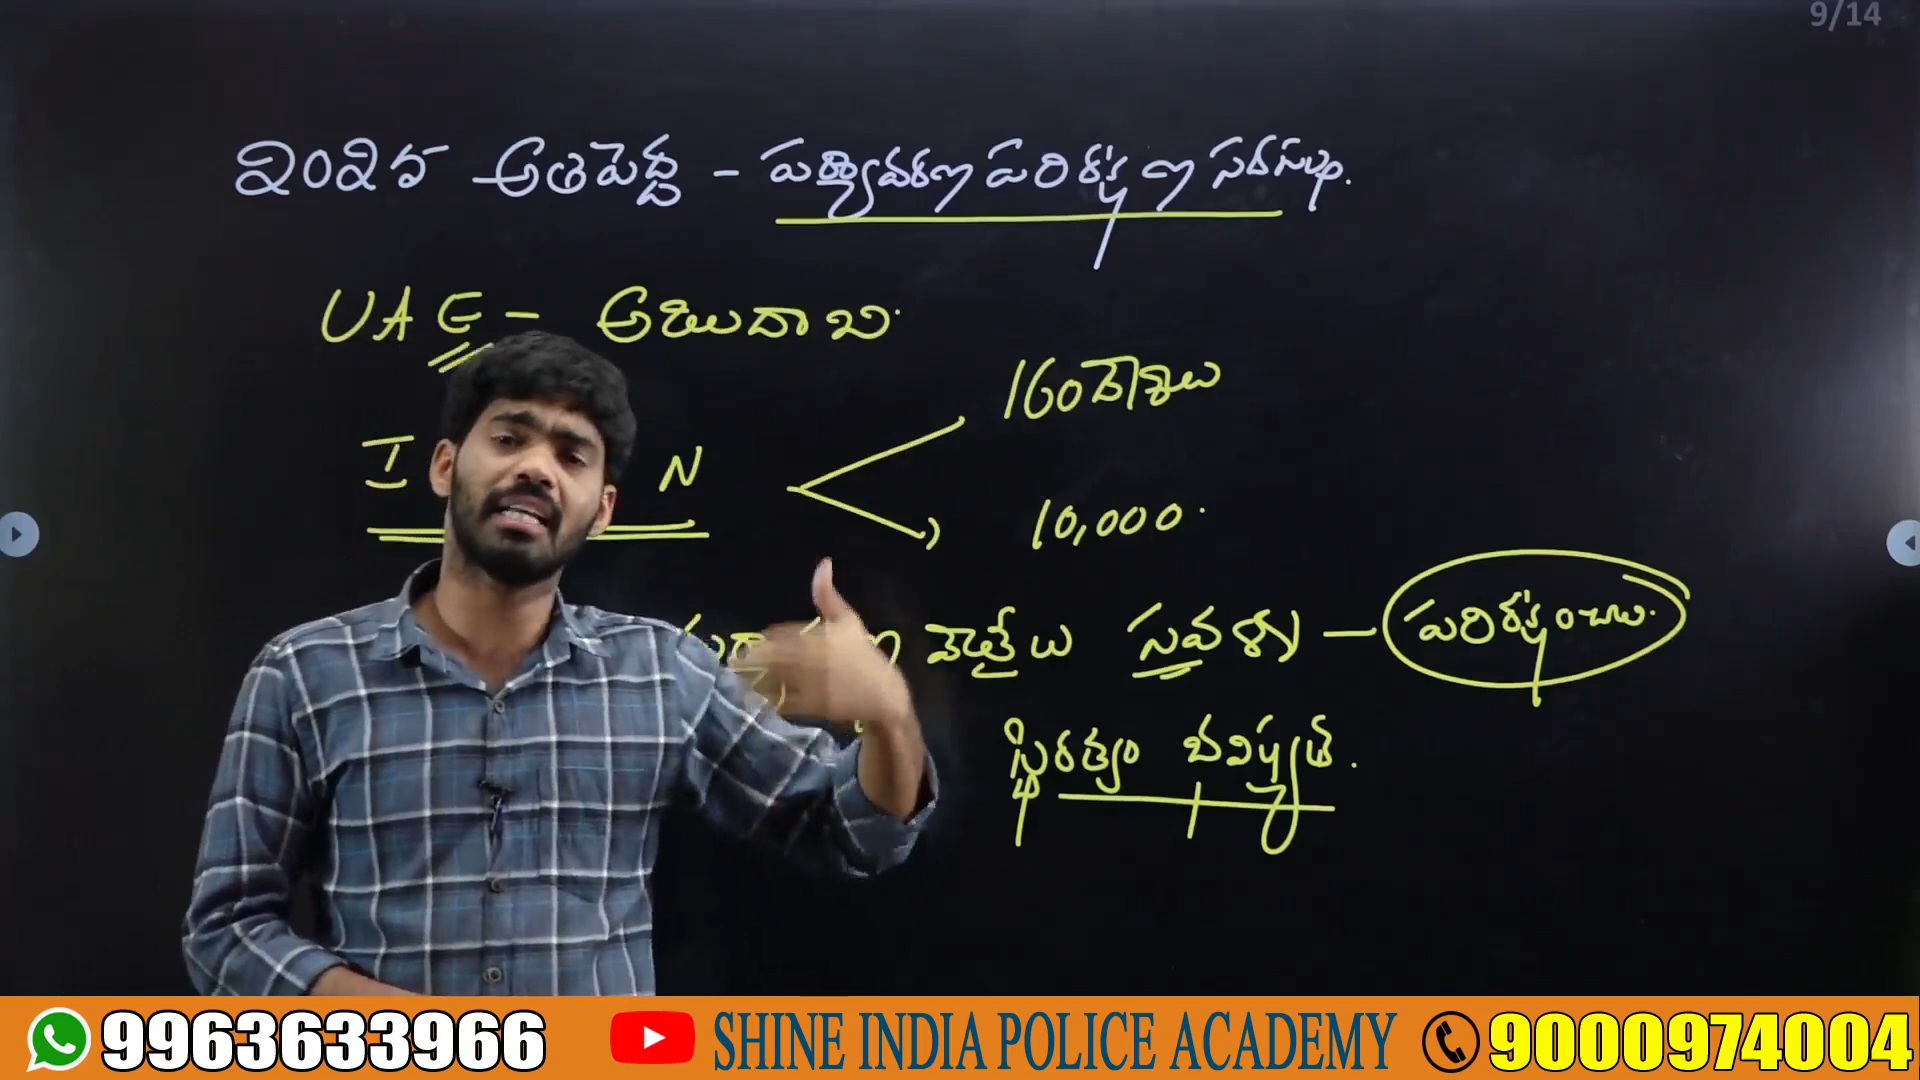 9/14
అతిపెద్ద - పర్యావరణ పరిరక్షణ సదస్సు.
UAE - అబుదాబి.
I N
160 దేశాలు
10,000.
సవాళ్లు - పరిరక్షించుట.
స్థిరత్వం భవిష్యత్.
9963633966 SHINE INDIA POLICE ACADEMY 9000974004